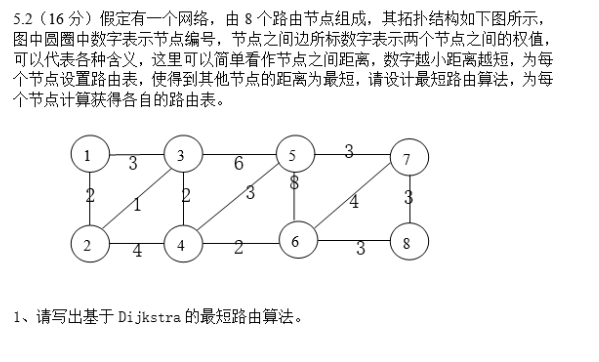 5.2（16 分）假定有一个网络，由 8 个路由节点组成，其拓扑结构如下图所示，
图中圆圈中数字表示节点编号，节点之间边所标数字表示两个节点之间的权值，
可以代表各种含义，这里可以简单看作节点之间距离，数字越小距离越短，为每
个节点设置路由表，使得到其他节点的距离为最短，请设计最短路由算法，为每
个节点计算获得各自的路由表。
1 3 3 6 5 3 7
2 1 2 3 8 4 3
2 4 4 2 6 3 8
1、请写出基于 Dijkstra 的最短路由算法。